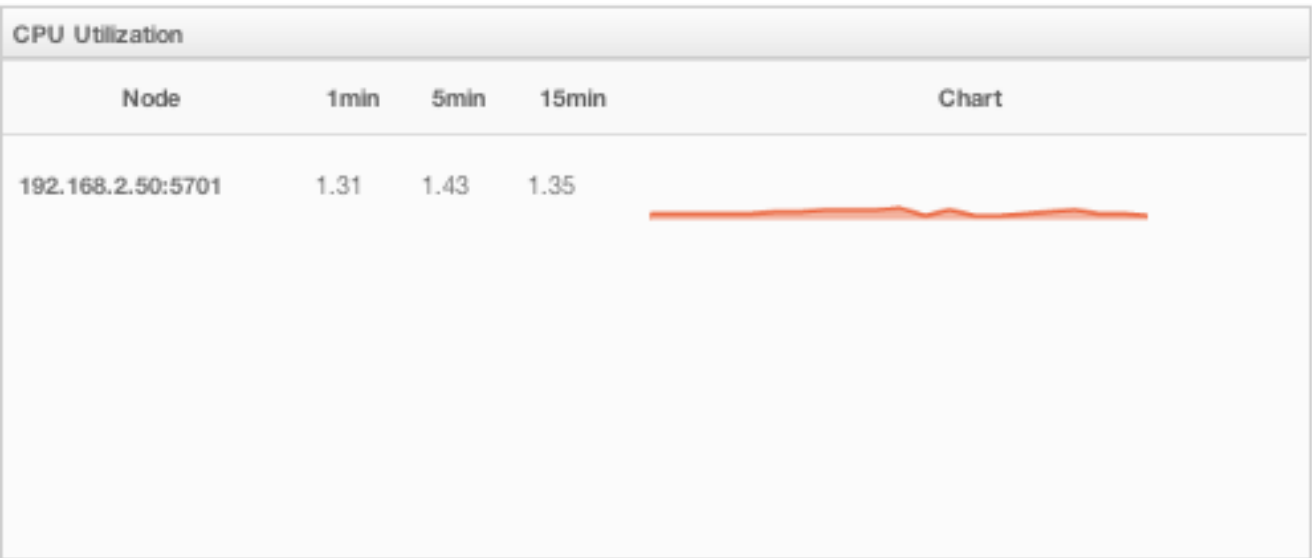 CPU Utilization
Node 1min 5min 15min Chart
192.168.2.50:5701 1.31 1.43 1.35